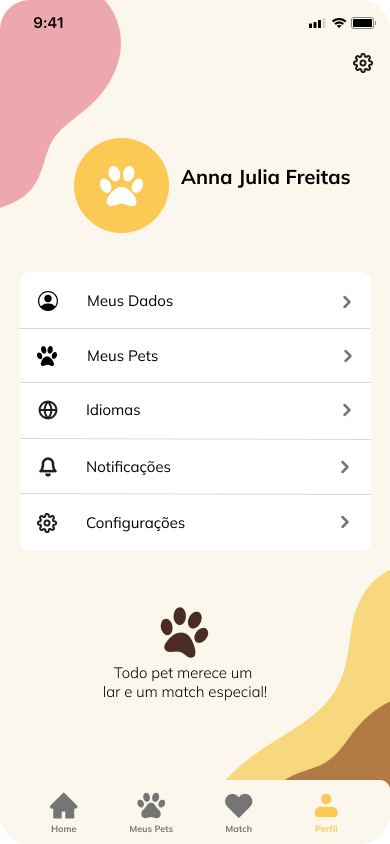 9:41
Anna Julia Freitas
Meus Dados
Meus Pets
Idiomas
Notificações
Configurações
Todo pet merece um
lar e um match especial!
Home
Meus Pets
Match
Perfil